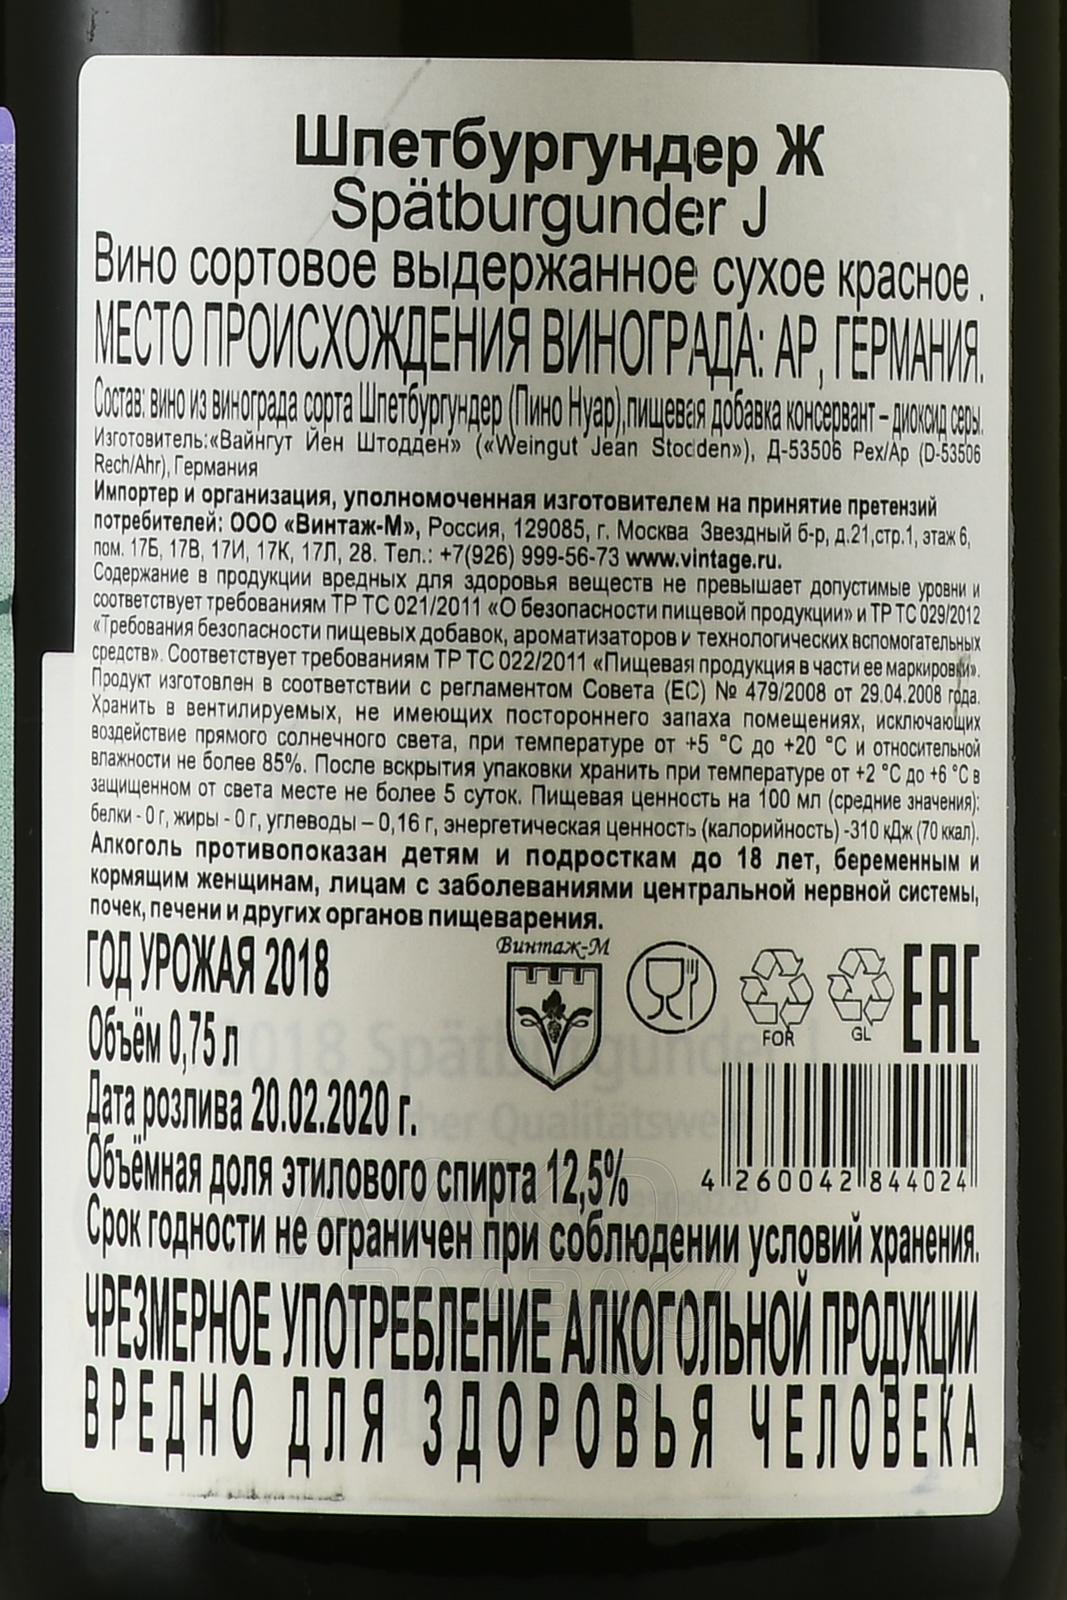 Шпетбургундер Ж
Spätburgunder J
Вино сортовое выдержанное сухое красное .
МЕСТО ПРОИСХОЖДЕНИЯ ВИНОГРАДА: АР, ГЕРМАНИЯ.
Состав: вино из винограда сорта Шпетбургундер (Пино Нуар),пищевая добавка консервант – диоксид серы.
Изготовитель:«Вайнгут Йен Штодден» («Weingut Jean Stodden»), Д-53506 Рех/Ар (D-53506
Rech/Ahr), Германия
Импортер и организация, уполномоченная изготовителем на принятие претензий
потребителей: ООО «Винтаж-М», Россия, 129085, г. Москва Звездный б-р, д.21,стр.1, этаж 6,
пом. 17Б, 17В, 17И, 17К, 17Л, 28. Тел.: +7(926) 999-56-73 www.vintage.ru.
Содержание в продукции вредных для здоровья веществ не превышает допустимые уровни и
соответствует требованиям ТР ТС 021/2011 «О безопасности пищевой продукции» и ТР ТС 029/2012
«Требования безопасности пищевых добавок, ароматизаторов и технологических вспомогательных
средств». Соответствует требованиям ТР ТС 022/2011 «Пищевая продукция в части ее маркировки».
Продукт изготовлен в соответствии с регламентом Совета (ЕС) № 479/2008 от 29.04.2008 года.
Хранить в вентилируемых, не имеющих постороннего запаха помещениях, исключающих
воздействие прямого солнечного света, при температуре от +5 °С до +20 °С и относительной
влажности не более 85%. После вскрытия упаковки хранить при температуре от +2 °С до +6 °С в
защищенном от света месте не более 5 суток. Пищевая ценность на 100 мл (средние значения):
белки - 0 г, жиры - 0 г, углеводы – 0,16 г, энергетическая ценность (калорийность) -310 кДж (70 ккал).
Алкоголь противопоказан детям и подросткам до 18 лет, беременным и
кормящим женщинам, лицам с заболеваниями центральной нервной системы,
почек, печени и других органов пищеварения.
ГОД УРОЖАЯ 2018
Винтаж-М
FOR
GL
EAC
Объём 0,75 л
2018 Spätburgunder J
Дата розлива 20.02.2020 г.
Qualitätswein
Объёмная доля этилового спирта 12,5%
4 260042 844024
Срок годности не ограничен при соблюдении условий хранения.
ЧРЕЗМЕРНОЕ УПОТРЕБЛЕНИЕ АЛКОГОЛЬНОЙ ПРОДУКЦИИ
ВРЕДНО ДЛЯ ЗДОРОВЬЯ ЧЕЛОВЕКА